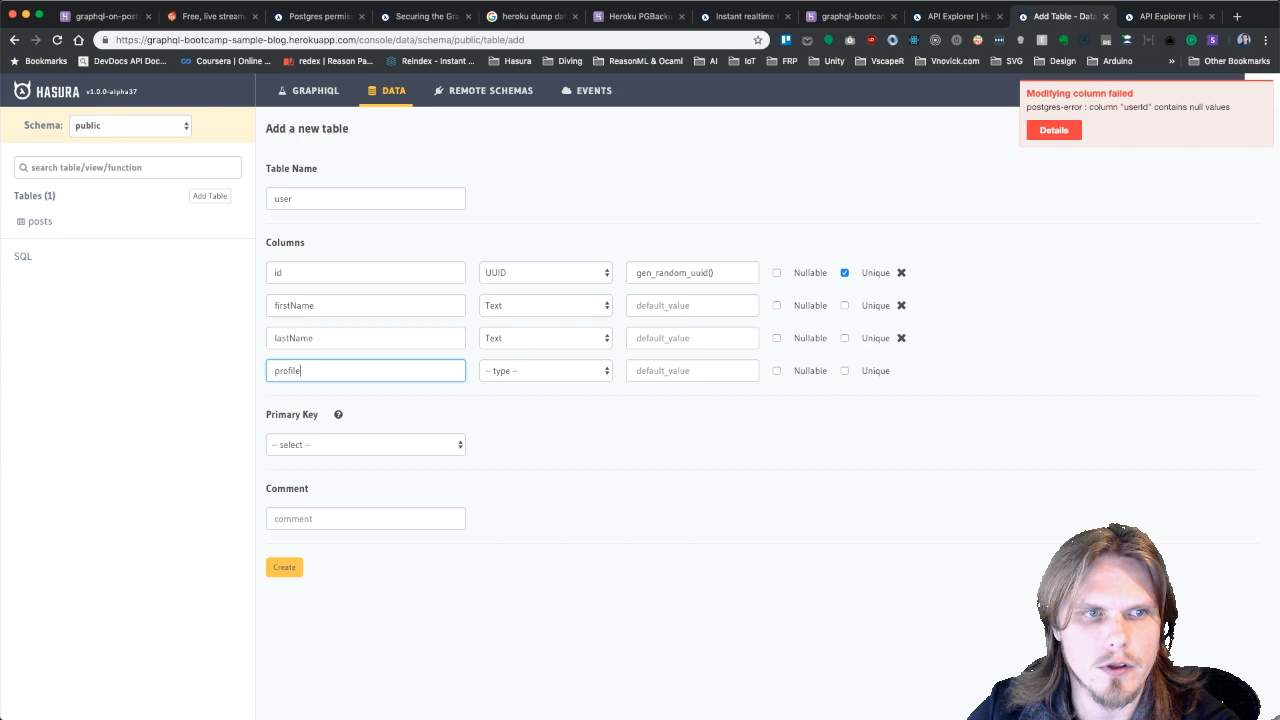 graphql-on-post
Free, live stream
Postgres permis
Securing the Gra
heroku dump da
Heroku PGBacku
Instant realtime
graphql-bootcam
API Explorer | Ha
Add Table - Data
API Explorer | Ha
https://graphql-bootcamp-sample-blog.herokuapp.com/console/data/schema/public/table/add
Bookmarks
DevDocs API Doc...
Coursera | Online ...
redex | Reason Pa...
Reindex - Instant ...
Hasura
Diving
ReasonML & Ocaml
AI
IoT
FRP
Unity
VscapeR
Vnovick.com
SVG
Design
Arduino
Other Bookmarks
HASURA v1.0.0-alpha37
GRAPHIQL
DATA
REMOTE SCHEMAS
EVENTS
Modifying column failed
postgres-error : column "userId" contains null values
Details
Schema: public
search table/view/function
Tables (1)
Add Table
posts
SQL
Add a new table
Table Name
user
Columns
id UUID gen_random_uuid() Nullable Unique
firstName Text default_value Nullable Unique
lastName Text default_value Nullable Unique
profile -- type -- default_value Nullable Unique
Primary Key
-- select --
Comment
comment
Create